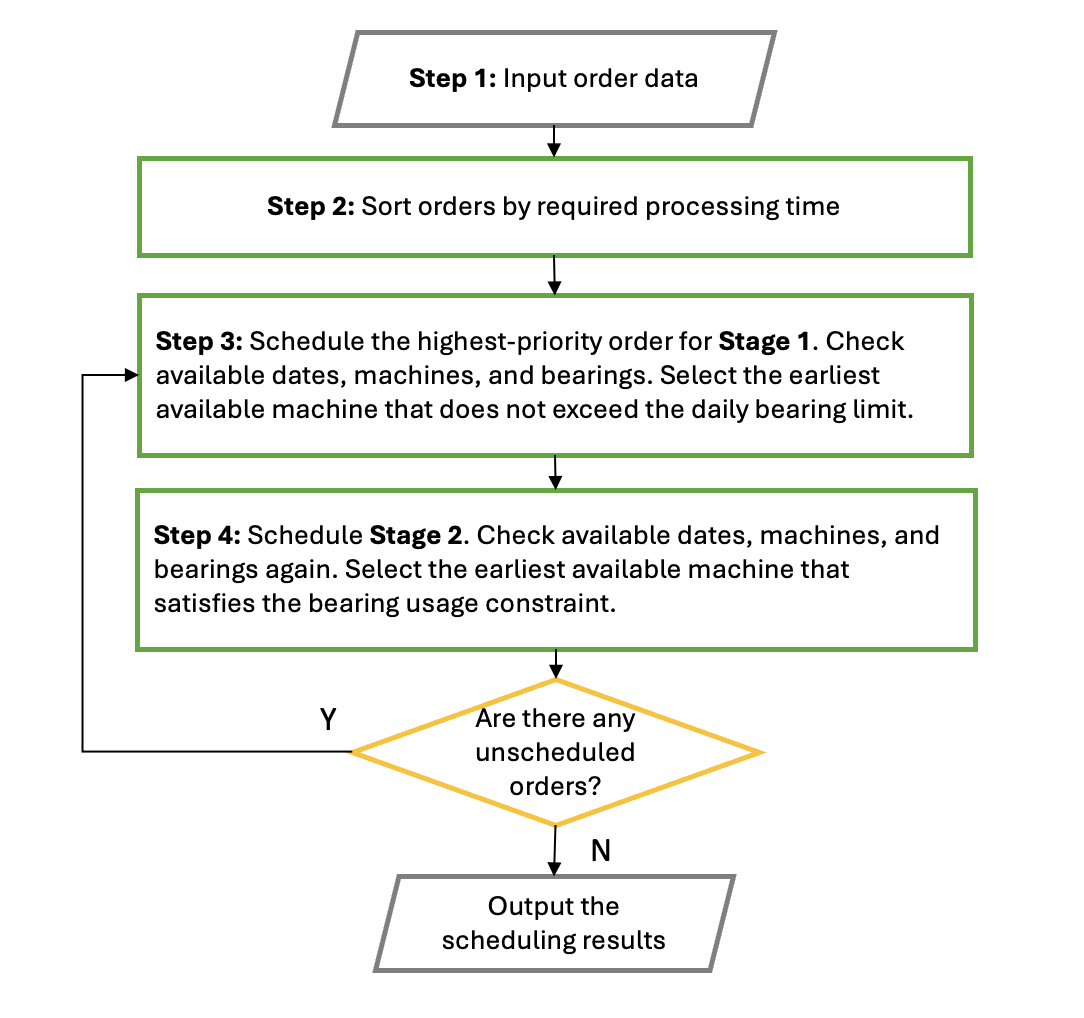 Step 1: Input order data
Step 2: Sort orders by required processing time
Step 3: Schedule the highest-priority order for Stage 1. Check
available dates, machines, and bearings. Select the earliest
available machine that does not exceed the daily bearing limit.
Step 4: Schedule Stage 2. Check available dates, machines, and
bearings again. Select the earliest available machine that
satisfies the bearing usage constraint.
Y
Are there any
unscheduled
orders?
N
Output the
scheduling results